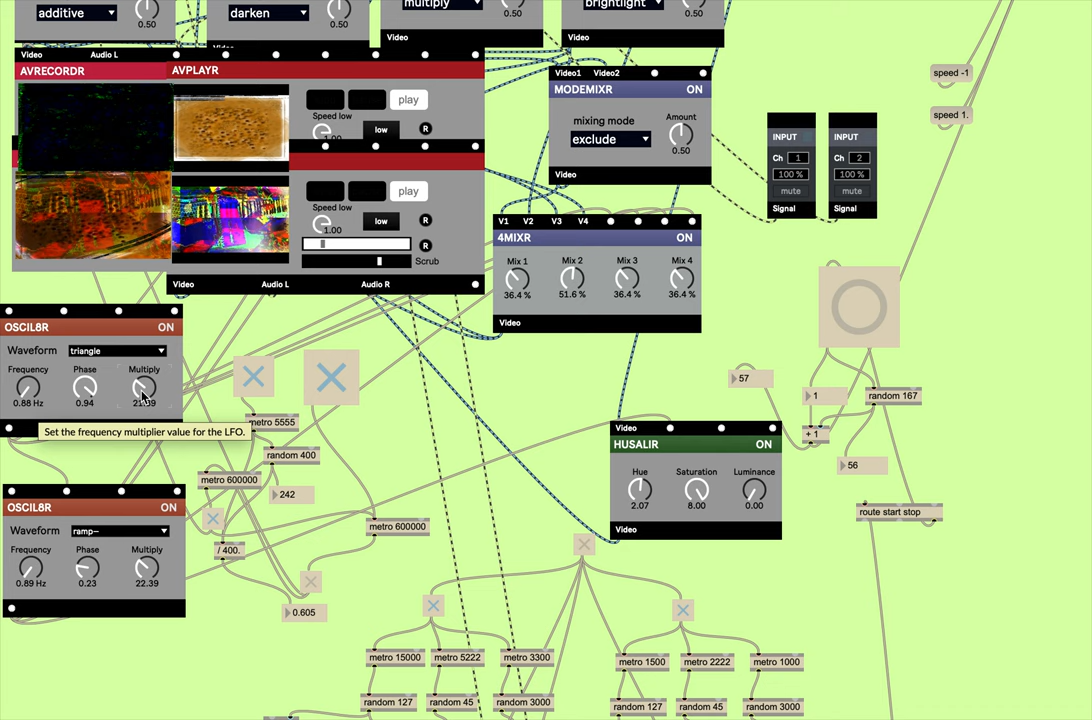 additive
0.50
darken
0.50
multiply
0.50
brightlight
0.50
Video
Video
Video Audio L
AVRECORDR
AVPLAYR
play
Speed low
1.00
low
R
play
Speed low
1.00
low
R
R
Scrub
Video Audio L Audio R
Video1 Video2
MODEMIXR ON
mixing mode
exclude
Amount
0.50
Video
V1 V2 V3 V4
4MIXR ON
Mix 1 Mix 2 Mix 3 Mix 4
36.4 % 51.6 % 36.4 % 36.4 %
Video
INPUT
Ch 1
100 %
mute
Signal
INPUT
Ch 2
100 %
mute
Signal
speed -1
speed 1.
OSCIL8R ON
Waveform triangle
Frequency Phase Multiply
0.88 Hz 0.94
Set the frequency multiplier value for the LFO.
OSCIL8R ON
Waveform ramp-
Frequency Phase Multiply
0.89 Hz 0.23 22.39
metro 5555
random 400
metro 600000
242
/ 400.
0.605
metro 600000
57
1
random 167
+ 1
56
route start stop
Video
HUSALIR ON
Hue Saturation Luminance
2.07 8.00 0.00
Video
metro 15000 metro 5222 metro 3300
random 127 random 45 random 3000
metro 1500 metro 2222 metro 1000
random 127 random 45 random 3000